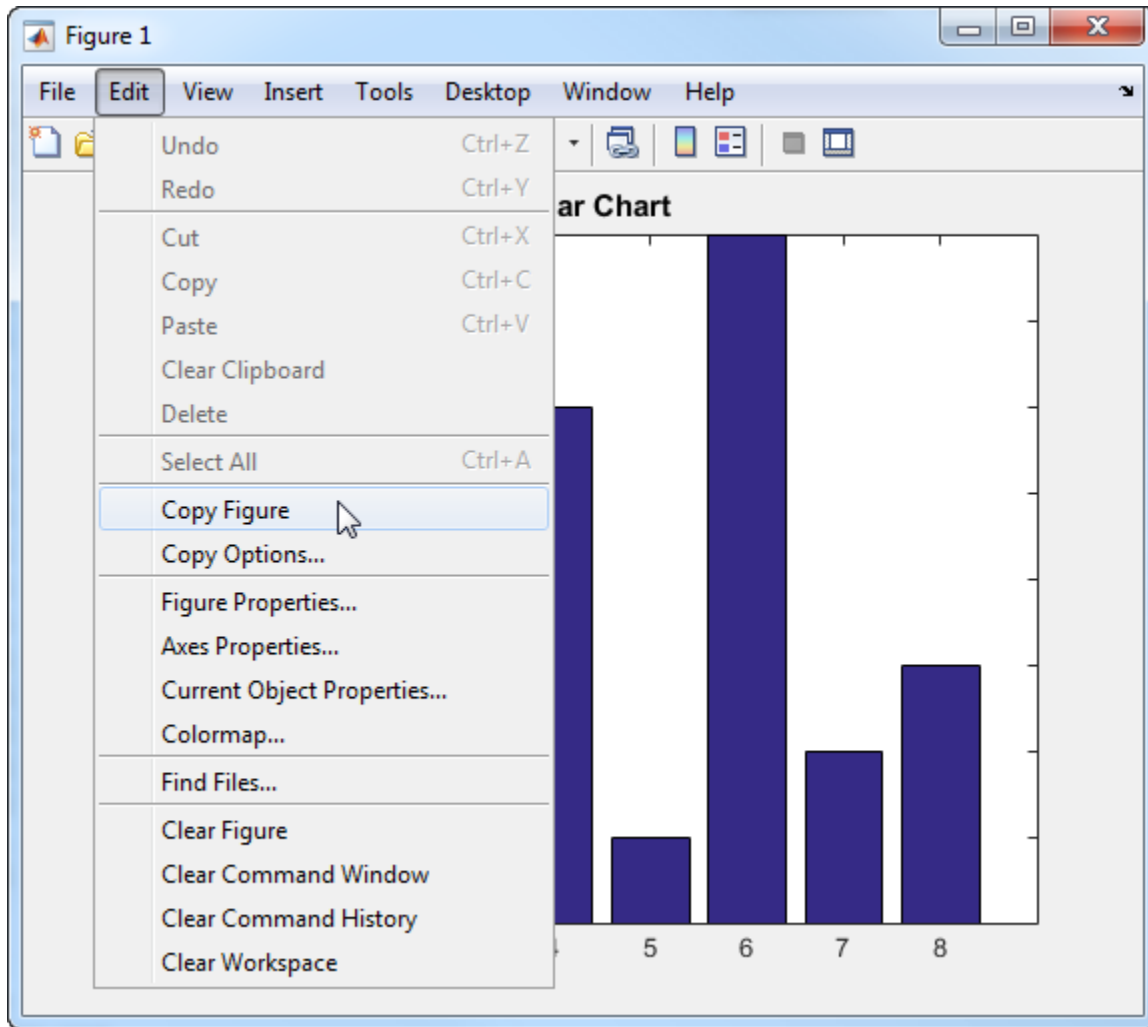 Figure 1
File Edit View Insert Tools Desktop Window Help
Undo Ctrl+Z
Redo Ctrl+Y
Cut Ctrl+X
Copy Ctrl+C
Paste Ctrl+V
Clear Clipboard
Delete
Select All Ctrl+A
Copy Figure
Copy Options...
Figure Properties...
Axes Properties...
Current Object Properties...
Colormap...
Find Files...
Clear Figure
Clear Command Window
Clear Command History
Clear Workspace
ar Chart
5 6 7 8